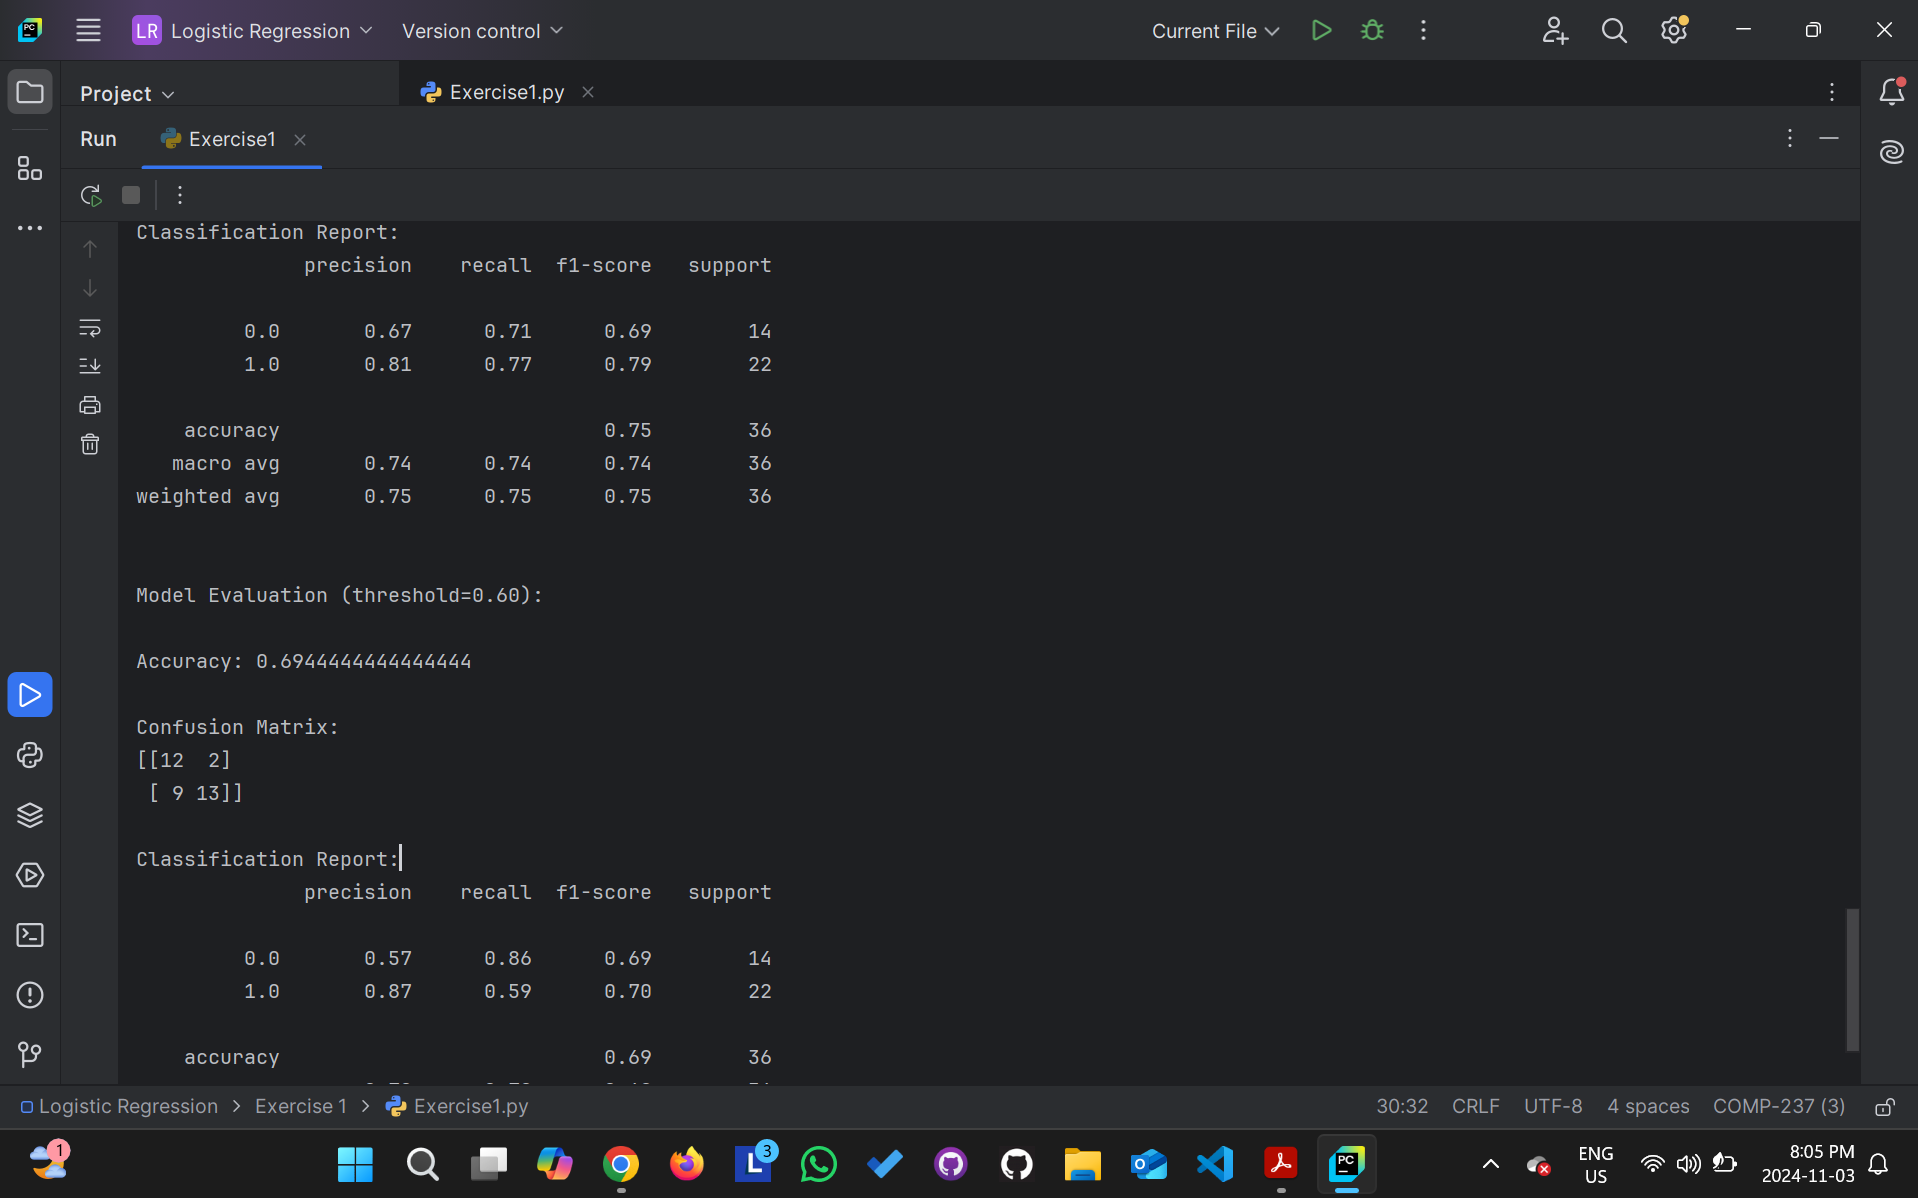 LR Logistic Regression Version control Current File
Project Exercise1.py
Run Exercise1
Classification Report:
precision recall f1-score support
0.0 0.67 0.71 0.69 14
1.0 0.81 0.77 0.79 22
accuracy 0.75 36
macro avg 0.74 0.74 0.74 36
weighted avg 0.75 0.75 0.75 36
Model Evaluation (threshold=0.60):
Accuracy: 0.6944444444444444
Confusion Matrix:
[[12  2]
[ 9 13]]
Classification Report:
precision recall f1-score support
0.0 0.57 0.86 0.69 14
1.0 0.87 0.59 0.70 22
accuracy 0.69 36
Logistic Regression > Exercise 1 > Exercise1.py 30:32 CRLF UTF-8 4 spaces COMP-237 (3)
1 L 3 PC ENG 8:05 PM
US 2024-11-03